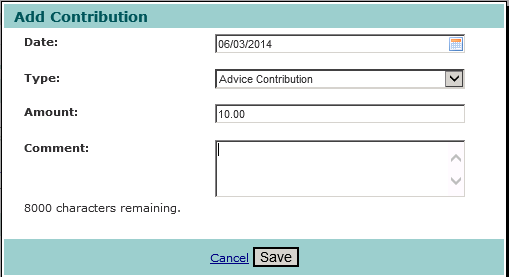 Add Contribution
Date: 06/03/2014
Type: Advice Contribution
Amount: 10.00
Comment:
8000 characters remaining.
Cancel Save